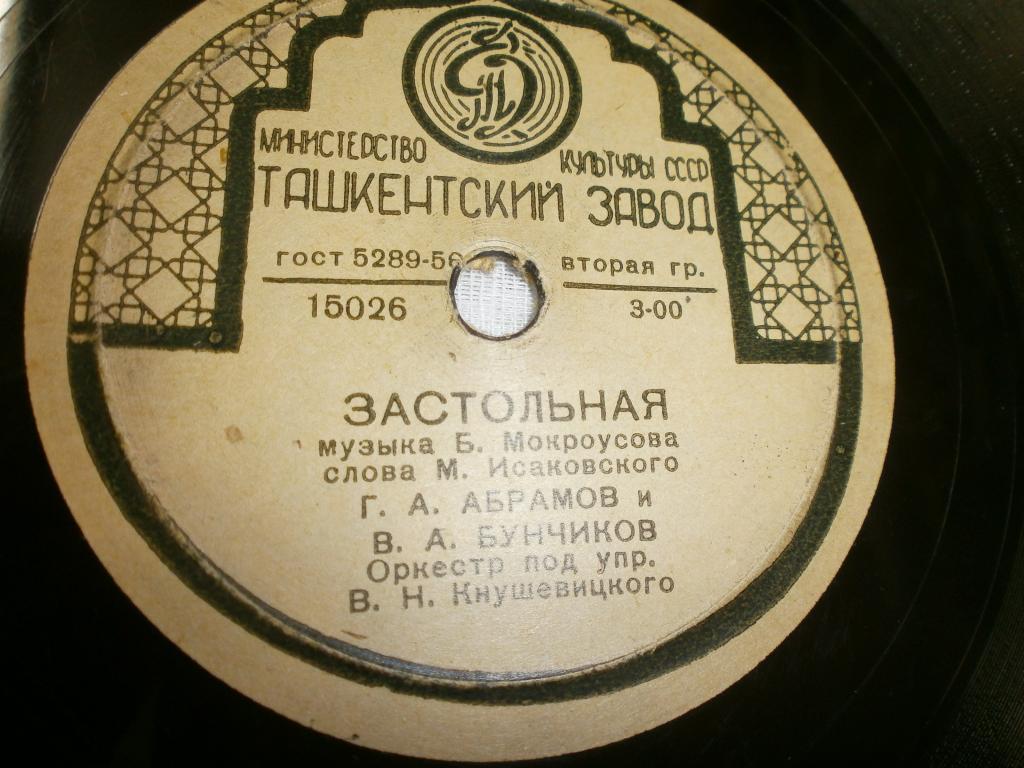 МИНИСТЕРСТВО КУЛЬТУРЫ СССР
ТАШКЕНТСКИЙ ЗАВОД
гост 5289-56 вторая гр.
15026 3-00'
ЗАСТОЛЬНАЯ
музыка Б. Мокроусова
слова М. Исаковского
Г. А. АБРАМОВ и
В. А. БУНЧИКОВ
Оркестр под упр.
В. Н. Кнушевицкого